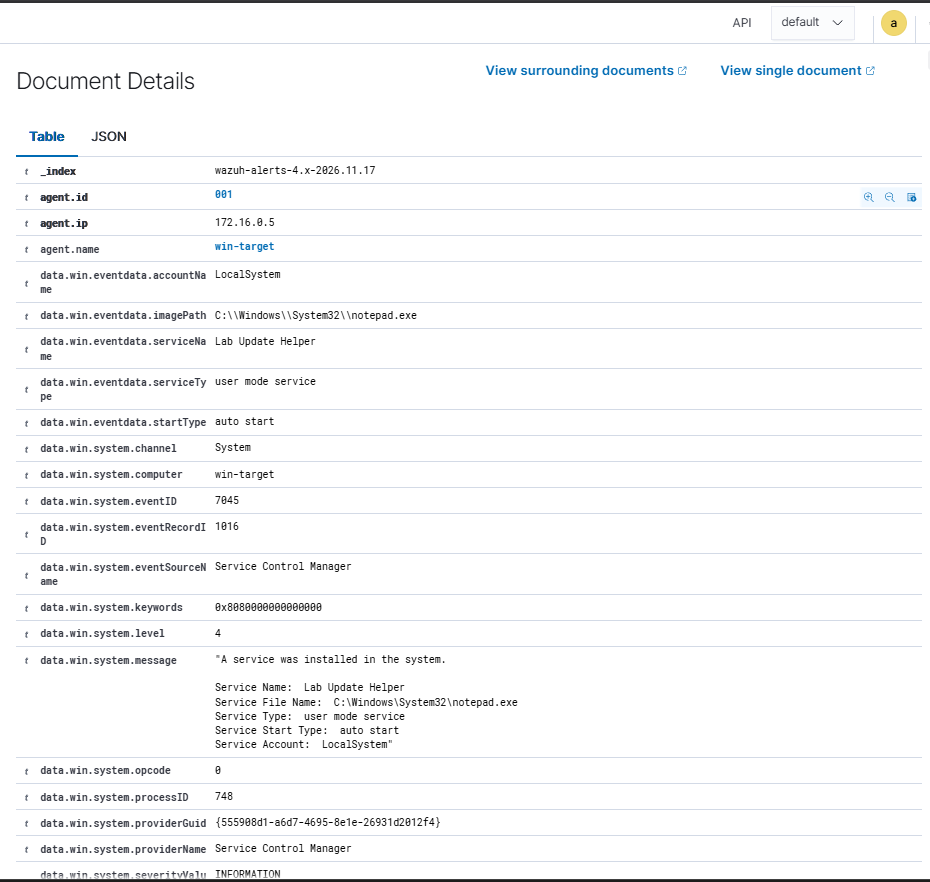 API
default
a
Document Details
View surrounding documents
View single document
Table
JSON
t _index wazuh-alerts-4.x-2026.11.17
t agent.id 001
t agent.ip 172.16.0.5
t agent.name win-target
t data.win.eventdata.accountNa
me LocalSystem
t data.win.eventdata.imagePath C:\\Windows\\System32\\notepad.exe
t data.win.eventdata.serviceNa
me Lab Update Helper
t data.win.eventdata.serviceTy
pe user mode service
t data.win.eventdata.startType auto start
t data.win.system.channel System
t data.win.system.computer win-target
t data.win.system.eventID 7045
t data.win.system.eventRecordI
D 1016
t data.win.system.eventSourceN
ame Service Control Manager
t data.win.system.keywords 0x8080000000000000
t data.win.system.level 4
t data.win.system.message "A service was installed in the system.
Service Name:  Lab Update Helper
Service File Name:  C:\Windows\System32\notepad.exe
Service Type:  user mode service
Service Start Type:  auto start
Service Account:  LocalSystem"
t data.win.system.opcode 0
t data.win.system.processID 748
t data.win.system.providerGuid {555908d1-a6d7-4695-8e1e-26931d2012f4}
t data.win.system.providerName Service Control Manager
data.win.system.severityValu INFORMATION